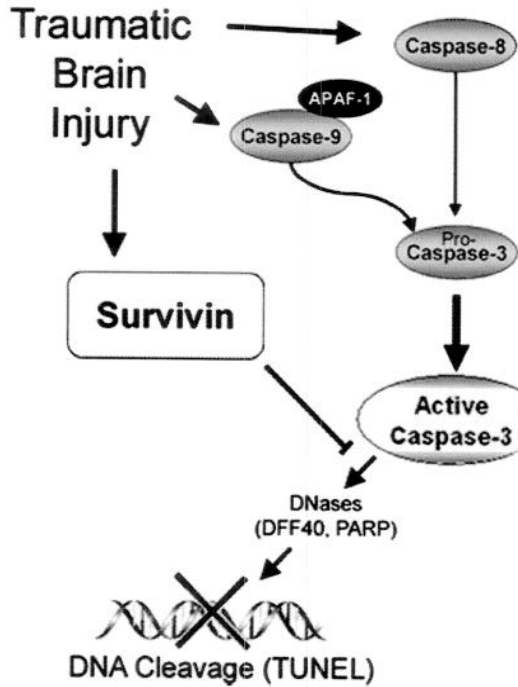 Traumatic
Brain
Injury
Caspase-8
APAF-1
Caspase-9
Pro-
Caspase-3
Survivin
Active
Caspase-3
DNases
(DFF40, PARP)
DNA Cleavage (TUNEL)